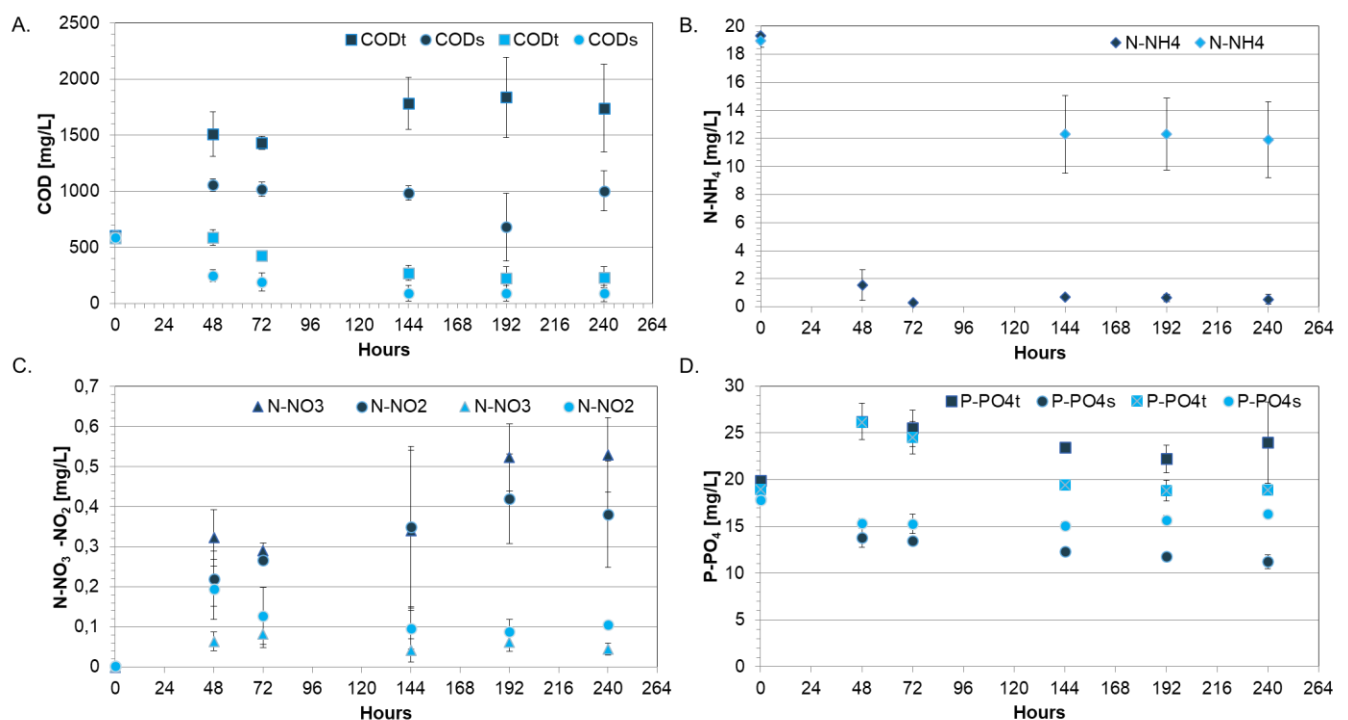 A.
COD [mg/L]
2500
2000
1500
1000
500
0
CODt CODs CODt CODs
0 24 48 72 96 120 144 168 192 216 240 264
Hours
B.
N-NH4 [mg/L]
20
18
16
14
12
10
8
6
4
2
0
N-NH4 N-NH4
0 24 48 72 96 120 144 168 192 216 240 264
Hours
C.
N-NO3 -NO2 [mg/L]
0,7
0,6
0,5
0,4
0,3
0,2
0,1
0
N-NO3 N-NO2 N-NO3 N-NO2
0 24 48 72 96 120 144 168 192 216 240 264
Hours
D.
P-PO4 [mg/L]
30
25
20
15
10
5
0
P-PO4t P-PO4s P-PO4t P-PO4s
0 24 48 72 96 120 144 168 192 216 240 264
Hours